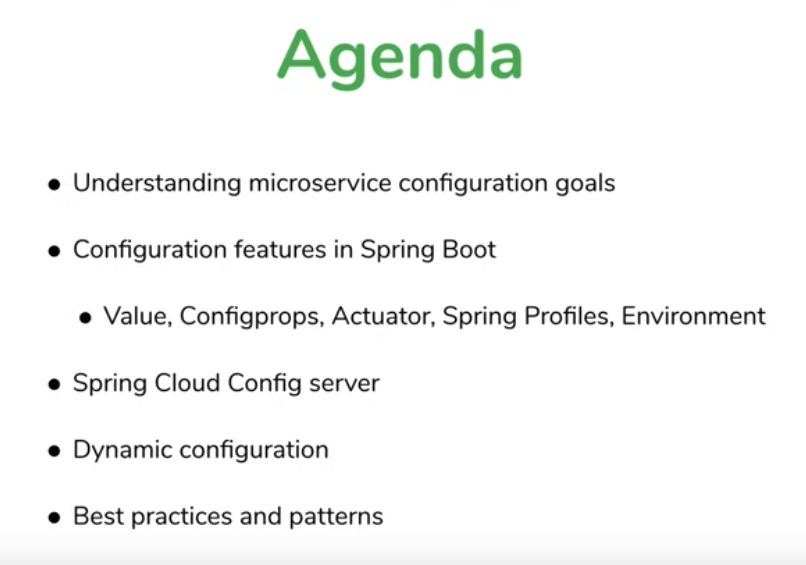 Agenda
• Understanding microservice configuration goals
• Configuration features in Spring Boot
• Value, Configprops, Actuator, Spring Profiles, Environment
• Spring Cloud Config server
• Dynamic configuration
• Best practices and patterns